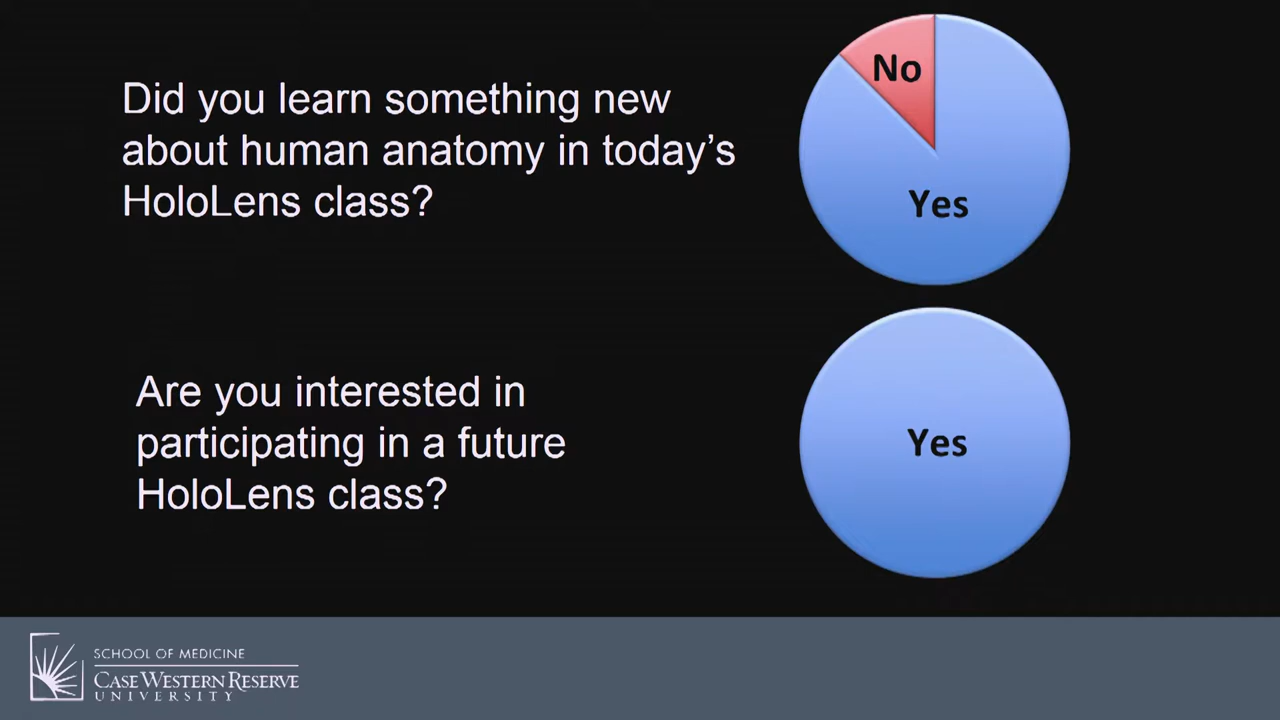 Did you learn something new
about human anatomy in today’s
HoloLens class?
No
Yes
Are you interested in
participating in a future
HoloLens class?
Yes
SCHOOL OF MEDICINE
CASE WESTERN RESERVE
UNIVERSITY